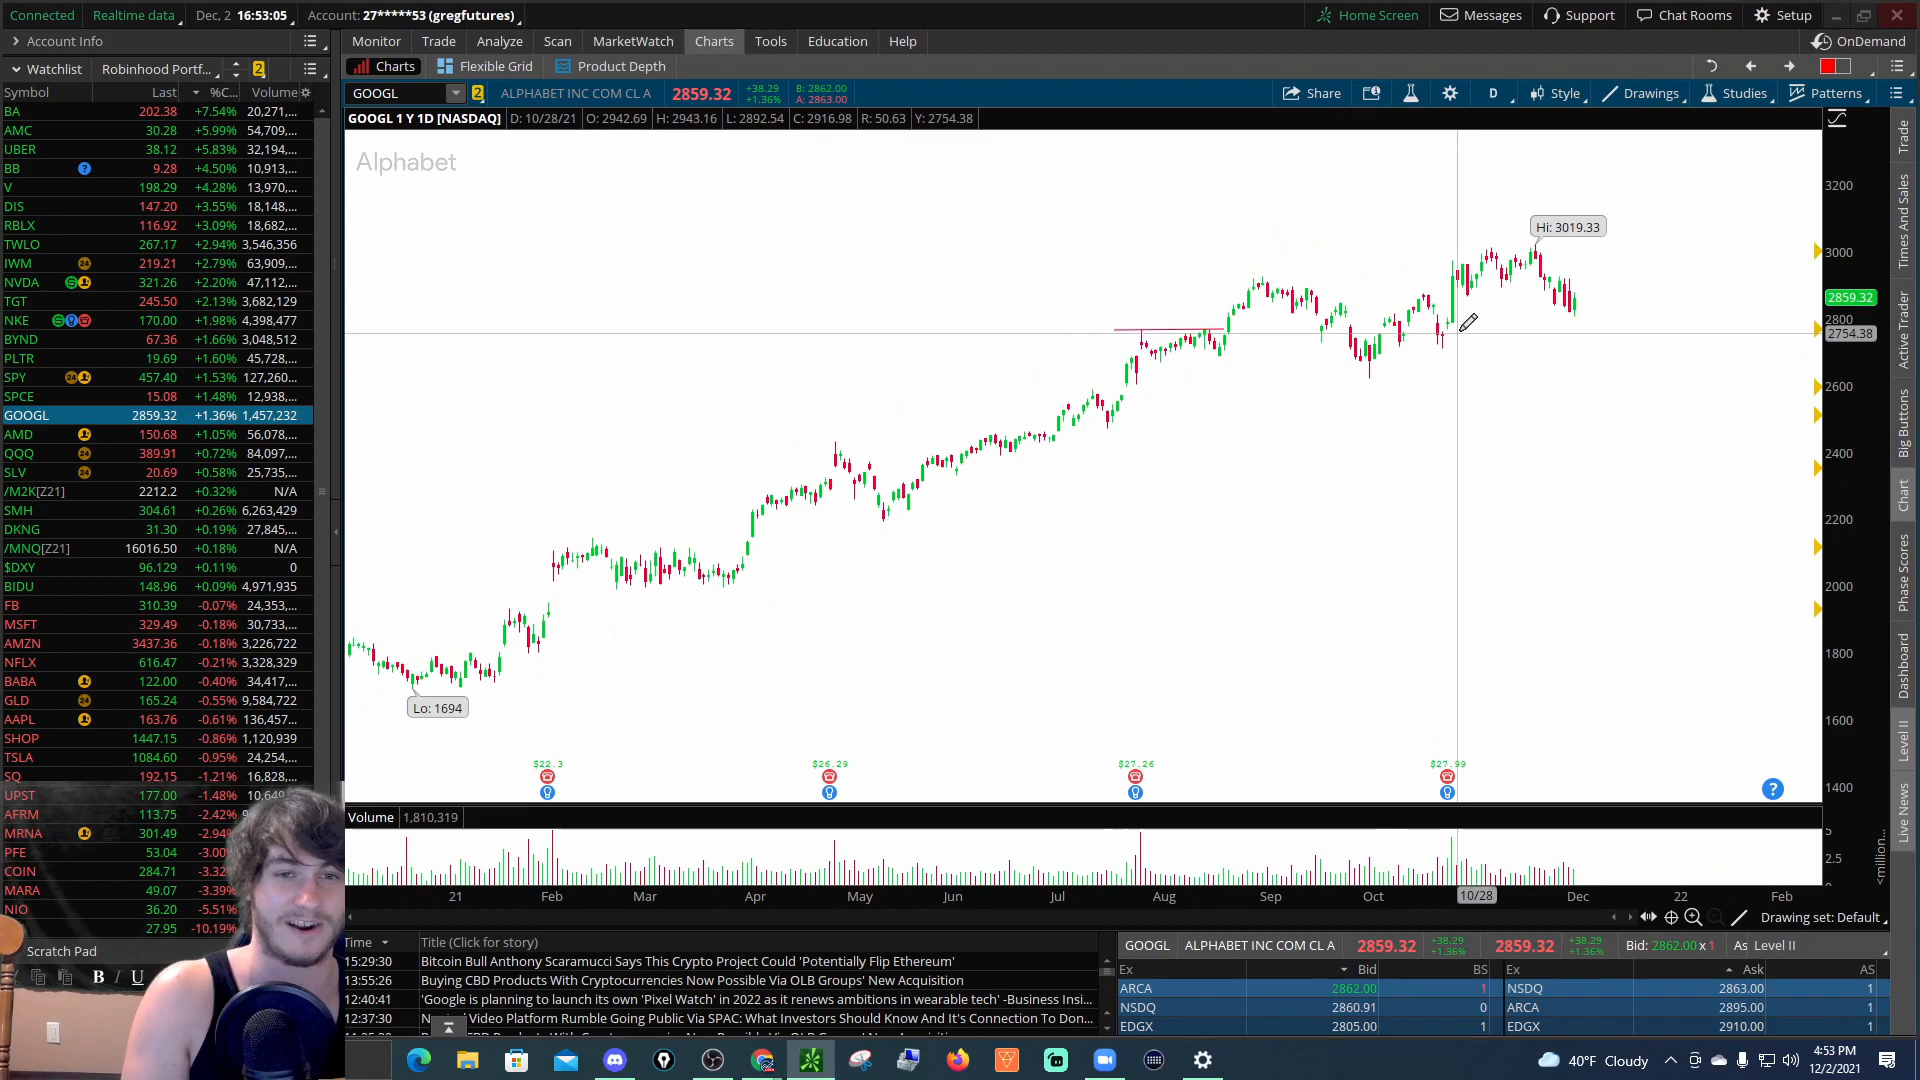 Connected Realtime data Dec, 2 16:53:05 Account: 27*****53 (gregfutures) Home Screen Messages Support Chat Rooms Setup
Account Info Monitor Trade Analyze Scan MarketWatch Charts Tools Education Help OnDemand
Watchlist Robinhood Portf... 2 Charts Flexible Grid Product Depth
Symbol Last %C... Volume
GOOGL 2 ALPHABET INC COM CL A 2859.32 +38.29 +1.36% B: 2862.00 A: 2863.00 Share D Style Drawings Studies Patterns
GOOGL 1 Y 1D [NASDAQ] D: 10/28/21 O: 2942.69 H: 2943.16 L: 2892.54 C: 2916.98 R: 50.63 Y: 2754.38
BA 202.38 +7.54% 20,271,...
AMC 30.28 +5.99% 54,709,...
UBER 38.12 +5.83% 32,194,...
BB 9.28 +4.50% 10,913,...
V 198.29 +4.28% 13,970,...
DIS 147.20 +3.55% 18,148,...
RBLX 116.92 +3.09% 18,682,...
TWLO 267.17 +2.94% 3,546,356
IWM 219.21 +2.79% 63,909,...
NVDA 321.26 +2.20% 47,112,...
TGT 245.50 +2.13% 3,682,129
NKE 170.00 +1.98% 4,398,477
BYND 67.36 +1.66% 3,048,512
PLTR 19.69 +1.60% 45,728,...
SPY 457.40 +1.53% 127,260...
SPCE 15.08 +1.48% 12,938,...
GOOGL 2859.32 +1.36% 1,457,232
AMD 150.68 +1.05% 56,078,...
QQQ 389.91 +0.72% 84,097,...
SLV 20.69 +0.58% 25,735,...
/M2K[Z21] 2212.2 +0.32% N/A
SMH 304.61 +0.26% 6,263,429
DKNG 31.30 +0.19% 27,845,...
/MNQ[Z21] 16016.50 +0.18% N/A
$DXY 96.129 +0.11% 0
BIDU 148.96 +0.09% 4,971,935
FB 310.39 -0.07% 24,353,...
MSFT 329.49 -0.18% 30,733,...
AMZN 3437.36 -0.18% 3,226,722
NFLX 616.47 -0.21% 3,328,329
BABA 122.00 -0.40% 34,417,...
GLD 165.24 -0.55% 9,584,722
AAPL 163.76 -0.61% 136,457...
SHOP 1447.15 -0.86% 1,120,939
TSLA 1084.60 -0.95% 24,254,...
SQ 192.15 -1.21% 16,828,...
UPST 177.00 -1.48%
AFRM 113.75 -2.42%
MRNA 301.49 -2.94%
PFE 53.04 -3.00%
COIN 284.71 -3.32%
MARA 49.07 -3.39%
NIO 36.20 -5.51%
27.95 -10.19%
Scratch Pad
B I U
Alphabet
Hi: 3019.33
Lo: 1694
3200
3000
2859.32
2800
2754.38
2600
2400
2200
2000
1800
1600
1400
$22.3 $26.29 $27.26 $27.99
Volume 1,810,319
5
2.5
<million...
21 Feb Mar Apr May Jun Jul Aug Sep Oct 10/28 Dec 22 Feb
Drawing set: Default
Trade
Times And Sales
Active Trader
Big Buttons
Chart
Phase Scores
Dashboard
Level II
Live News
Time Title (Click for story)
15:29:30 Bitcoin Bull Anthony Scaramucci Says This Crypto Project Could 'Potentially Flip Ethereum'
13:55:26 Buying CBD Products With Cryptocurrencies Now Possible Via OLB Groups' New Acquisition
12:40:41 'Google is planning to launch its own 'Pixel Watch' in 2022 as it renews ambitions in wearable tech' -Business Insi...
12:37:30 Video Platform Rumble Going Public Via SPAC: What Investors Should Know And It's Connection To Don...
GOOGL ALPHABET INC COM CL A 2859.32 +38.29 +1.36% 2859.32 +38.29 +1.36% Bid: 2862.00 x 1 As Level II
Ex Bid BS Ex Ask AS
ARCA 2862.00 1 NSDQ 2863.00 1
NSDQ 2860.91 0 ARCA 2895.00 1
EDGX 2805.00 1 EDGX 2910.00 1
40°F Cloudy 4:53 PM
12/2/2021